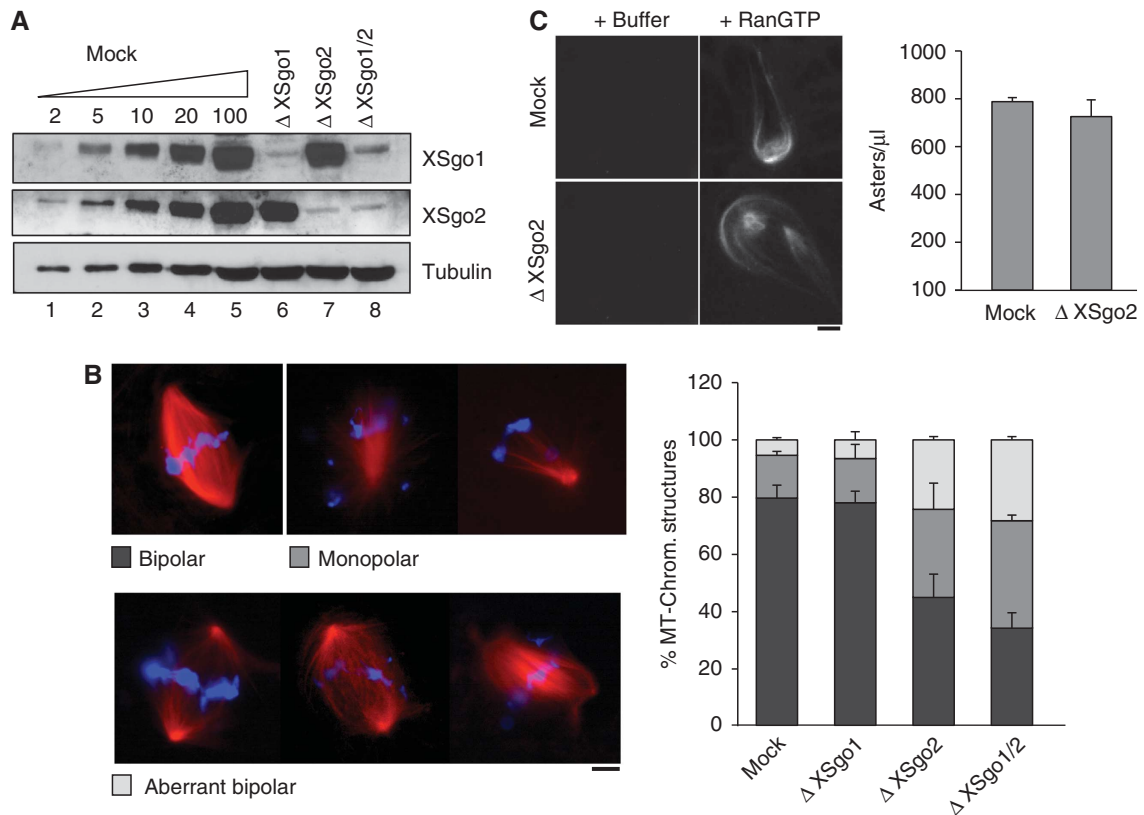 A
Mock
Δ XSgo1
Δ XSgo2
Δ XSgo1/2
2 5 10 20 100
XSgo1
XSgo2
Tubulin
1 2 3 4 5 6 7 8
C
+ Buffer + RanGTP
Mock
Δ XSgo2
Asters/μl
1000
800
600
400
200
100
Mock Δ XSgo2
B
Bipolar Monopolar
Aberrant bipolar
% MT-Chrom. structures
120
100
80
60
40
20
0
Mock
Δ XSgo1
Δ XSgo2
Δ XSgo1/2